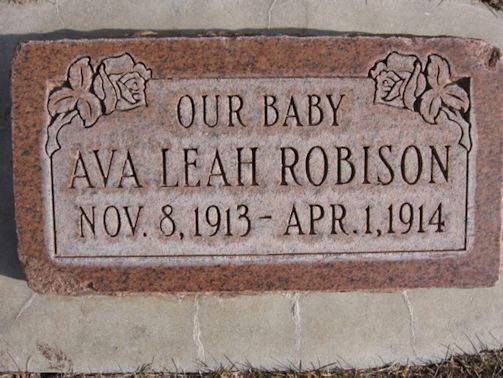 OUR BABY
AVA LEAH ROBISON
NOV. 8, 1913 - APR. 1, 1914